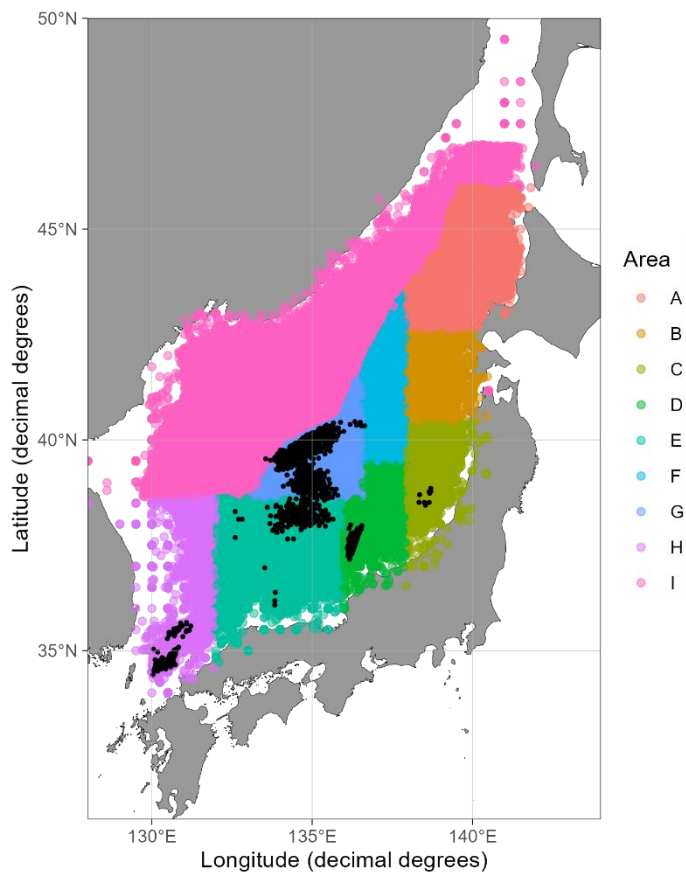 50°N
45°N
40°N
35°N
130°E
135°E
140°E
Longitude (decimal degrees)
Latitude (decimal degrees)
Area
A
B
C
D
E
F
G
H
I